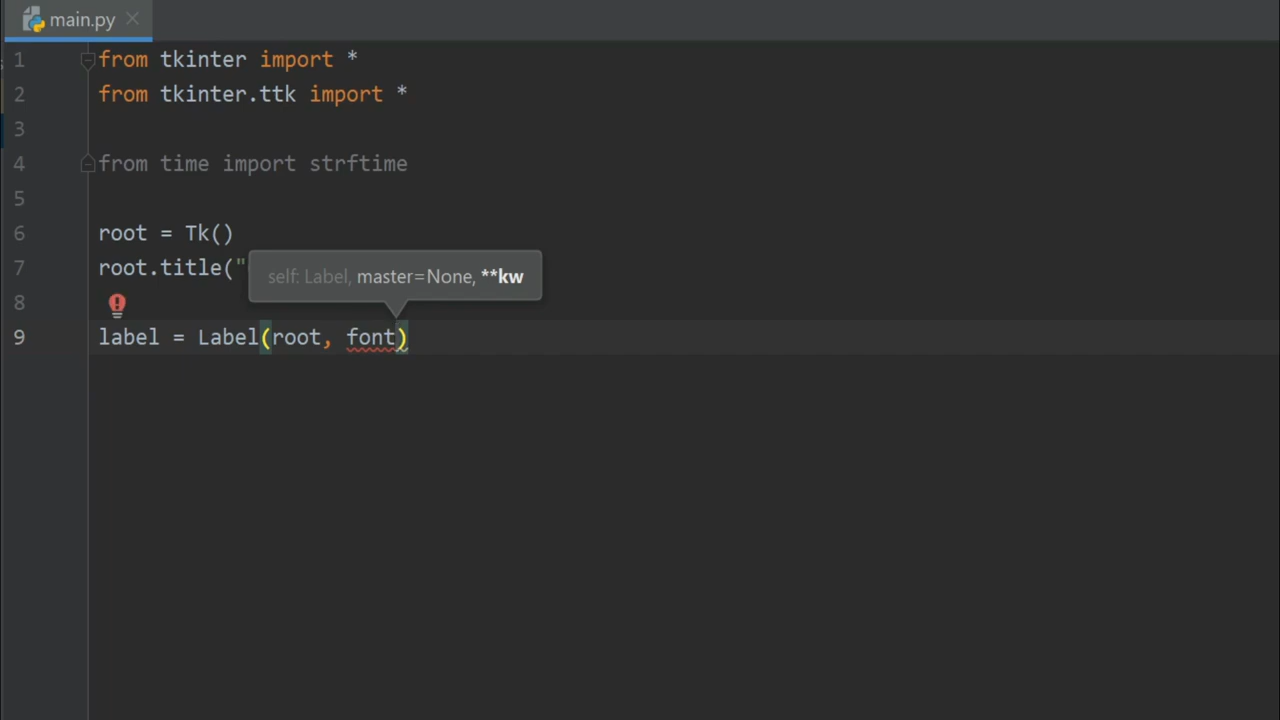 main.py
1 from tkinter import *
2 from tkinter.ttk import *
3
4 from time import strftime
5
6 root = Tk()
7 root.title("
self: Label, master=None, **kw
8
9 label = Label(root, font)